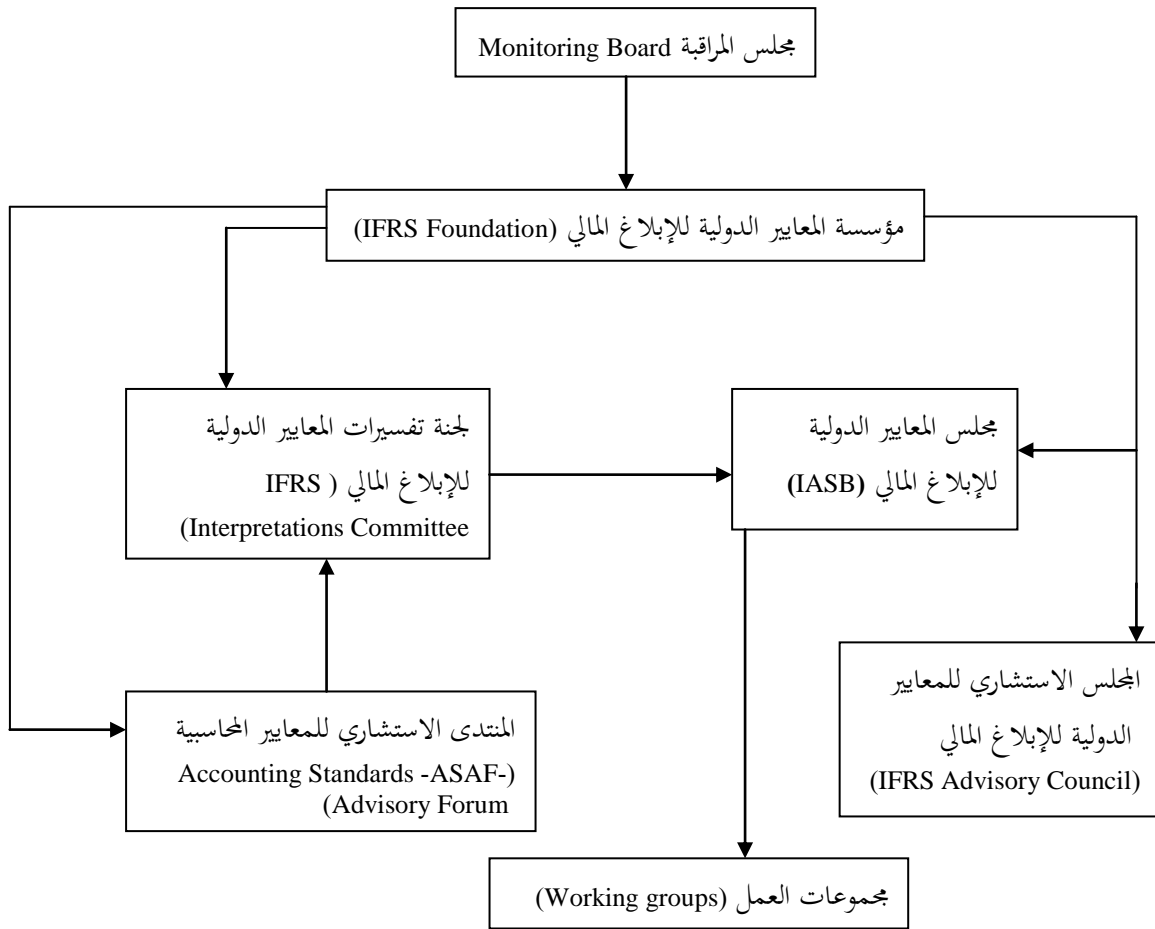 مجلس المراقبة Monitoring Board
مؤسسة المعايير الدولية للإبلاغ المالي (IFRS Foundation)
لجنة تفسيرات المعايير الدولية
للإبلاغ المالي ( IFRS
Interpretations Committee)
مجلس المعايير الدولية
للإبلاغ المالي (IASB)
المجلس الاستشاري للمعايير
الدولية للإبلاغ المالي
(IFRS Advisory Council)
المنتدى الاستشاري للمعايير المحاسبية
Accounting Standards -ASAF-)
(Advisory Forum
مجموعات العمل (Working groups)